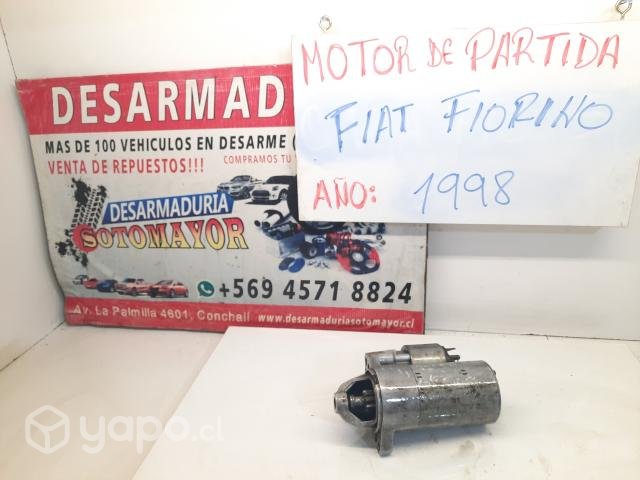 MOTOR DE PARTIDA
FIAT FIORINO
AÑO: 1998
DESARMAD
MAS DE 100 VEHICULOS EN DESARME (
VENTA DE REPUESTOS!!!
COMPRAMOS TU
DESARMADURIA
SOTOMAYOR
+569 4571 8824
Av. La Palmilla 4601, Conchalí
www.desarmaduriasotomayor.cl
yapo.cl